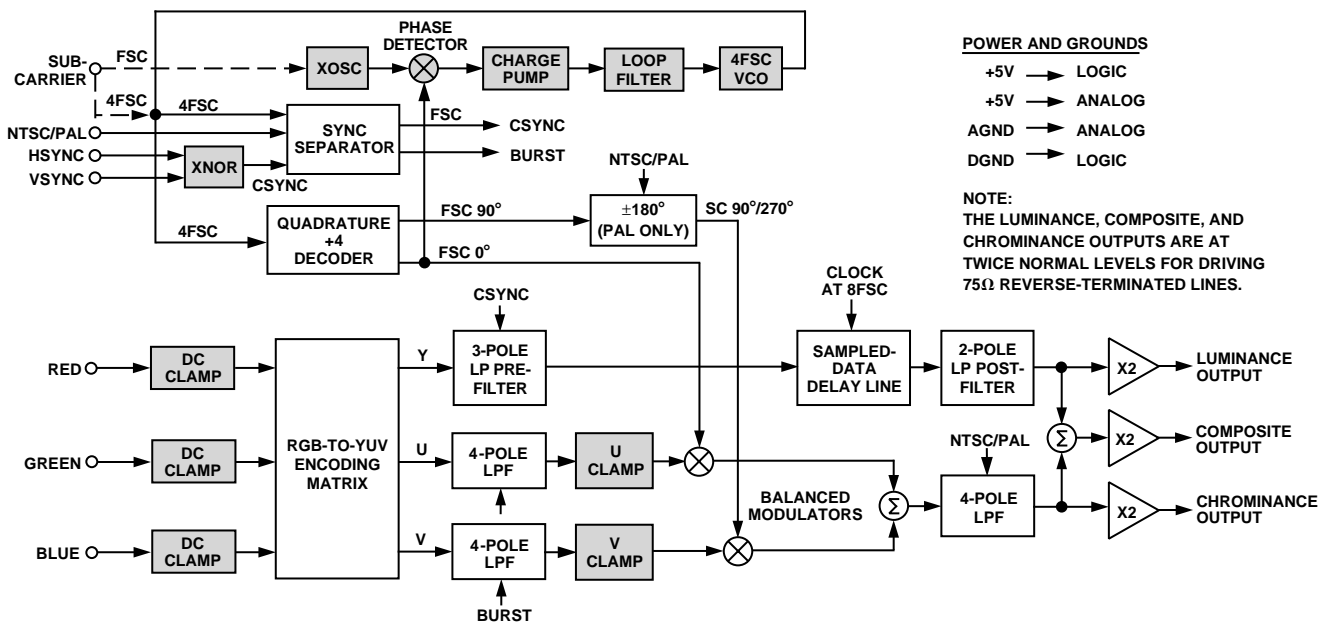 PHASE
DETECTOR
SUB-
CARRIER
FSC
XOSC
CHARGE
PUMP
LOOP
FILTER
4FSC
VCO
4FSC
4FSC
NTSC/PAL
HSYNC
VSYNC
XNOR
CSYNC
SYNC
SEPARATOR
FSC
CSYNC
BURST
4FSC
QUADRATURE
+4
DECODER
FSC 90°
FSC 0°
NTSC/PAL
±180°
(PAL ONLY)
SC 90°/270°
POWER AND GROUNDS
+5V LOGIC
+5V ANALOG
AGND ANALOG
DGND LOGIC
NOTE:
THE LUMINANCE, COMPOSITE, AND
CHROMINANCE OUTPUTS ARE AT
TWICE NORMAL LEVELS FOR DRIVING
75Ω REVERSE-TERMINATED LINES.
RED
DC
CLAMP
GREEN
DC
CLAMP
BLUE
DC
CLAMP
RGB-TO-YUV
ENCODING
MATRIX
Y
U
V
CSYNC
3-POLE
LP PRE-
FILTER
4-POLE
LPF
U
CLAMP
4-POLE
LPF
BURST
V
CLAMP
BALANCED
MODULATORS
CLOCK
AT 8FSC
SAMPLED-
DATA
DELAY LINE
2-POLE
LP POST-
FILTER
Σ
NTSC/PAL
4-POLE
LPF
Σ
X2
LUMINANCE
OUTPUT
X2
COMPOSITE
OUTPUT
X2
CHROMINANCE
OUTPUT